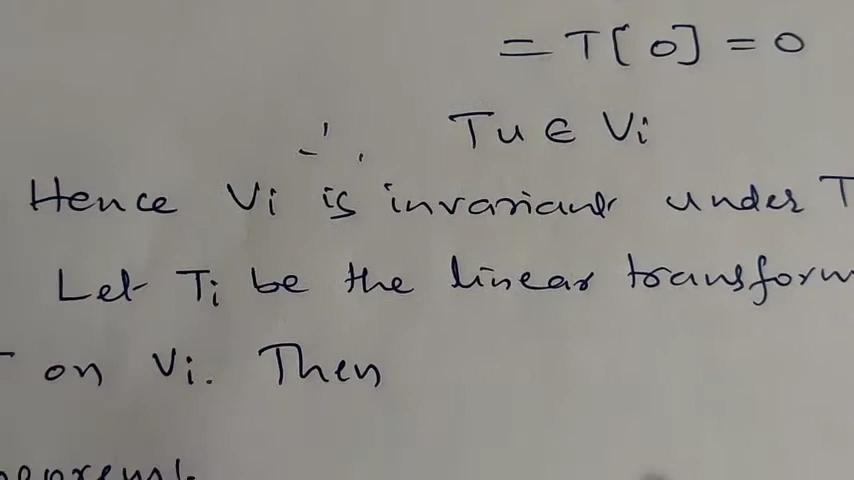 = T[0] = 0
∴ Tu ∈ Vi
Hence Vi is invariant under T
Let Ti be the linear transform
on Vi. Then